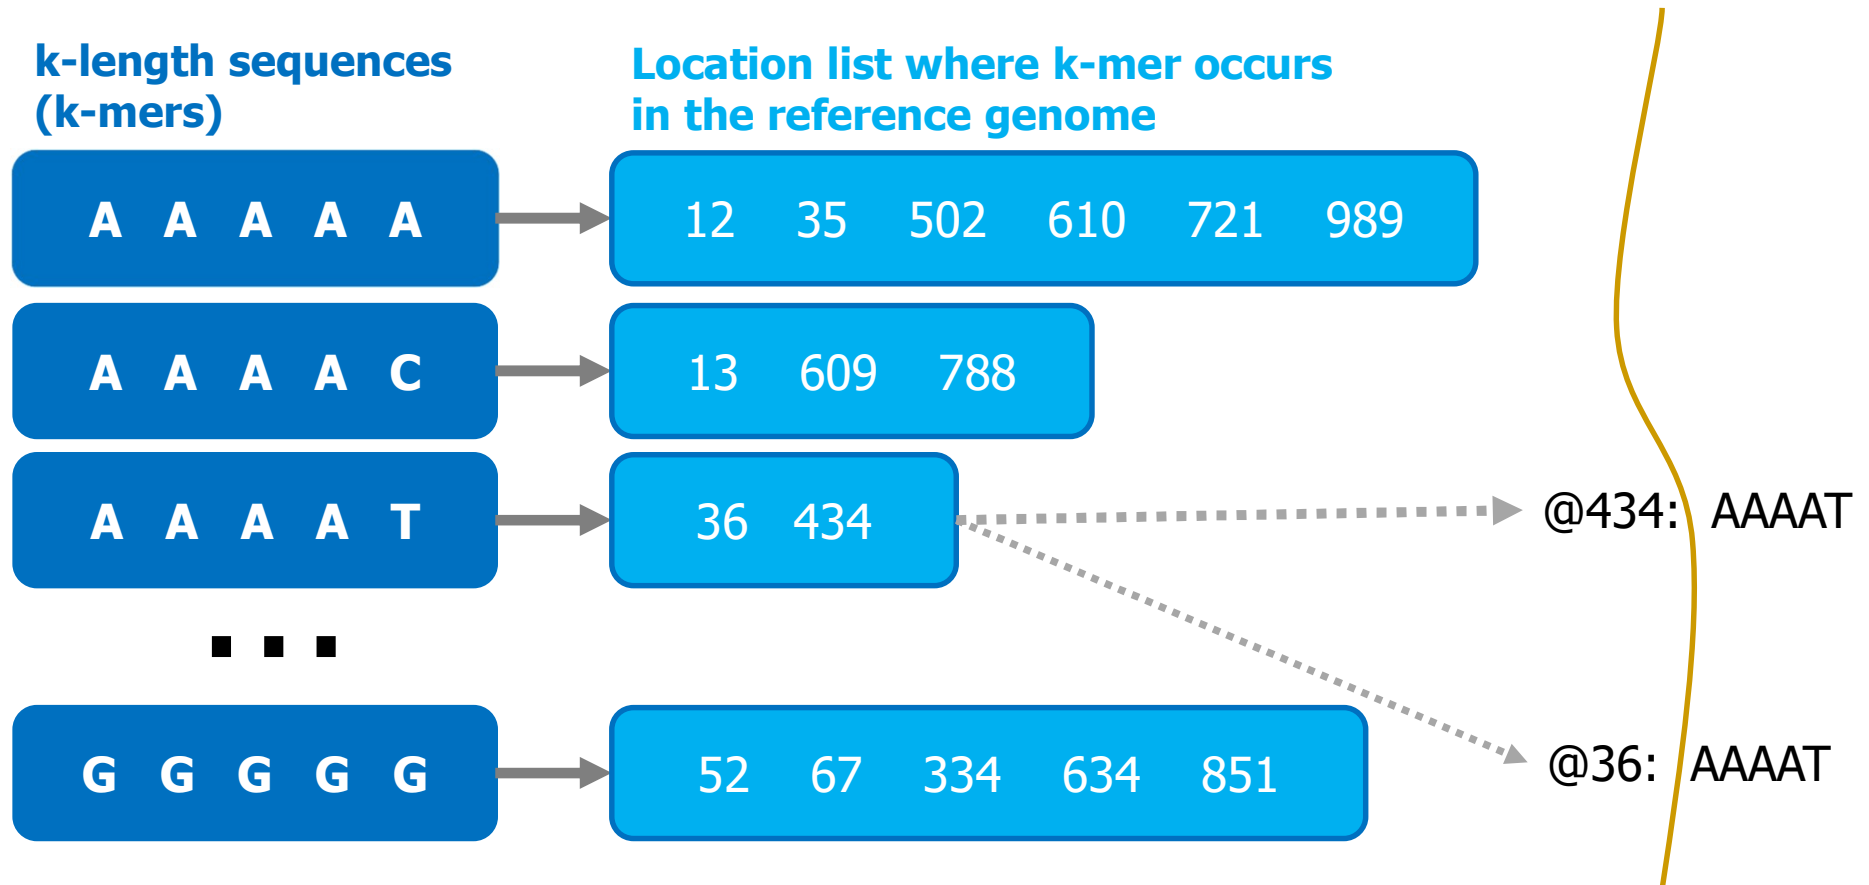 k-length sequences
(k-mers)
Location list where k-mer occurs
in the reference genome
A A A A A
12 35 502 610 721 989
A A A A C
13 609 788
A A A A T
36 434
@434: AAAAT
...
G G G G G
52 67 334 634 851
@36: AAAAT